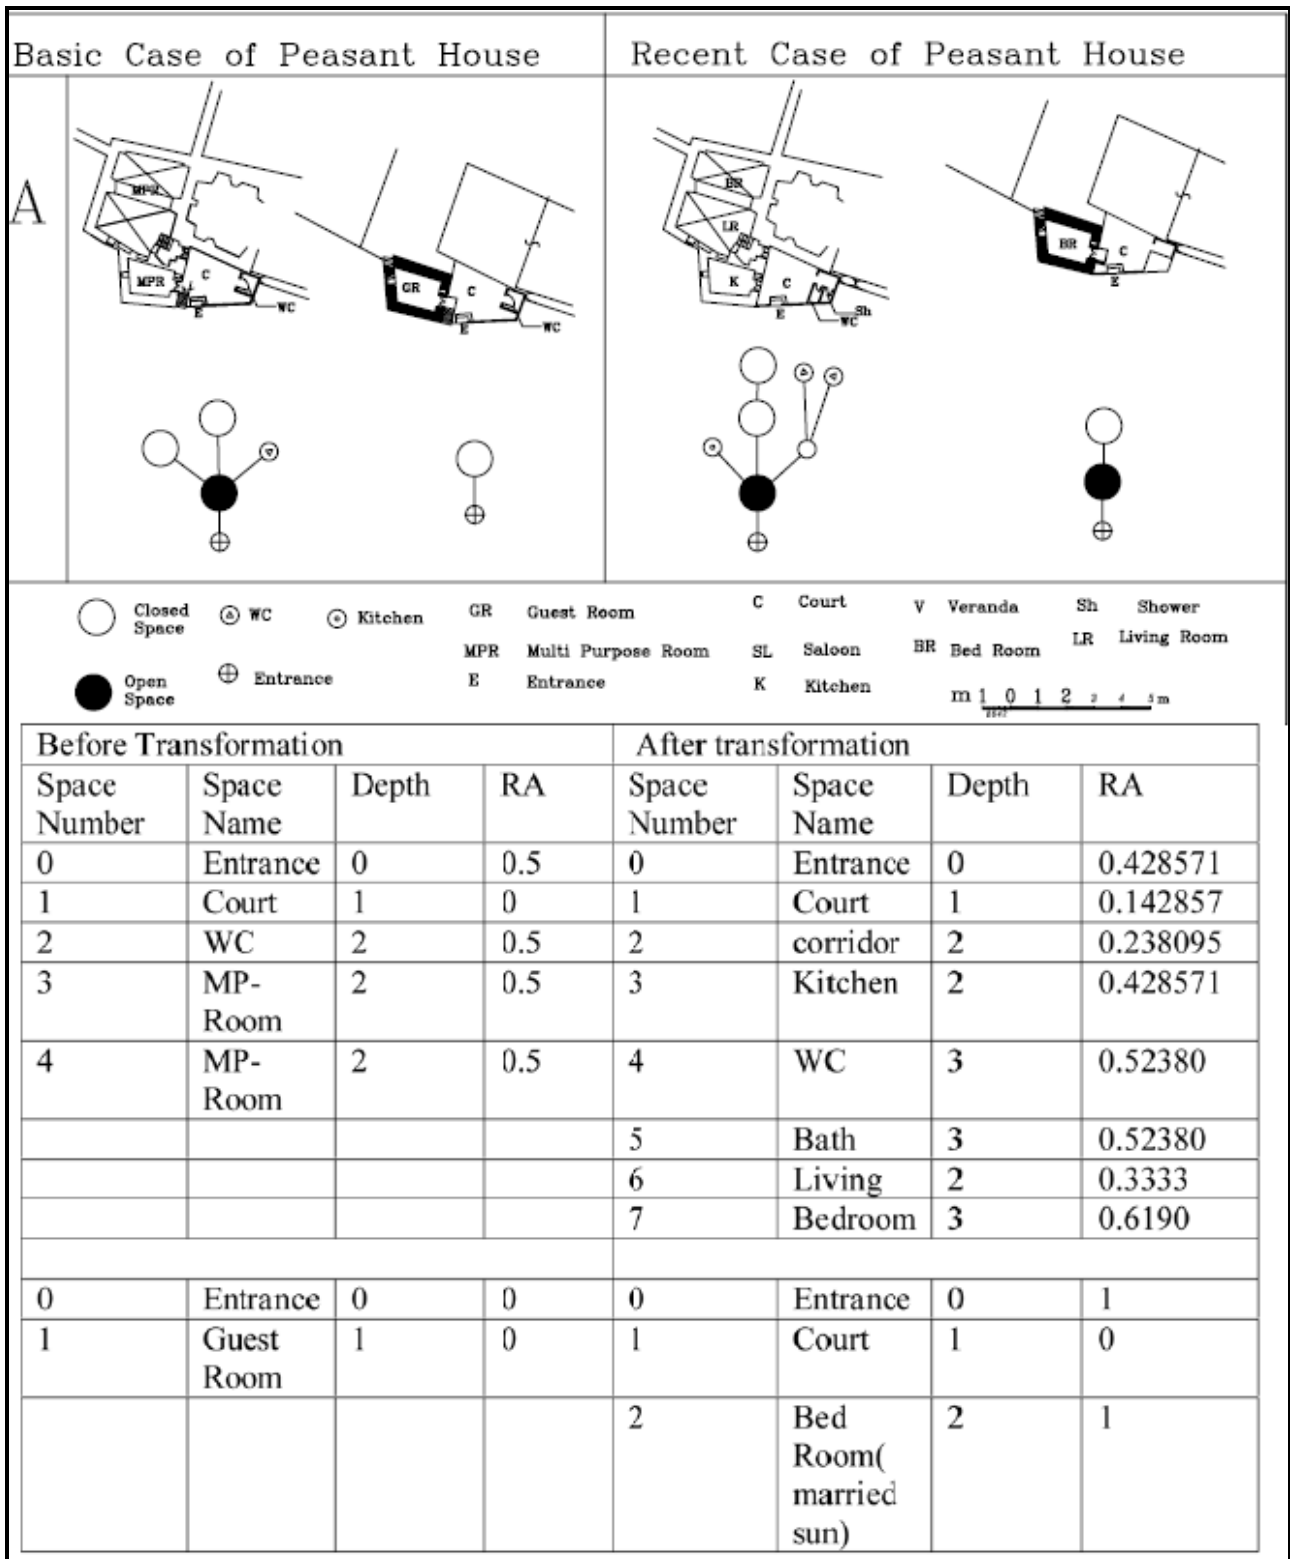 Basic Case of Peasant House
Recent Case of Peasant House
A
MPR
MPR
C
E
WC
GR
C
E
WC
BR
LR
K
C
E
Sh
WC
BR
C
E
Closed Space
WC
Kitchen
GR Guest Room
C Court
V Veranda
Sh Shower
MPR Multi Purpose Room
SL Saloon
BR Bed Room
LR Living Room
Open Space
Entrance
E Entrance
K Kitchen
m 1 0 1 2 3 4 5 m
Before Transformation After transformation
Space Number Space Name Depth RA Space Number Space Name Depth RA
0 Entrance 0 0.5 0 Entrance 0 0.428571
1 Court 1 0 1 Court 1 0.142857
2 WC 2 0.5 2 corridor 2 0.238095
3 MP-Room 2 0.5 3 Kitchen 2 0.428571
4 MP-Room 2 0.5 4 WC 3 0.52380
5 Bath 3 0.52380
6 Living 2 0.3333
7 Bedroom 3 0.6190
0 Entrance 0 0 0 Entrance 0 1
1 Guest Room 1 0 1 Court 1 0
2 Bed Room( married sun) 2 1